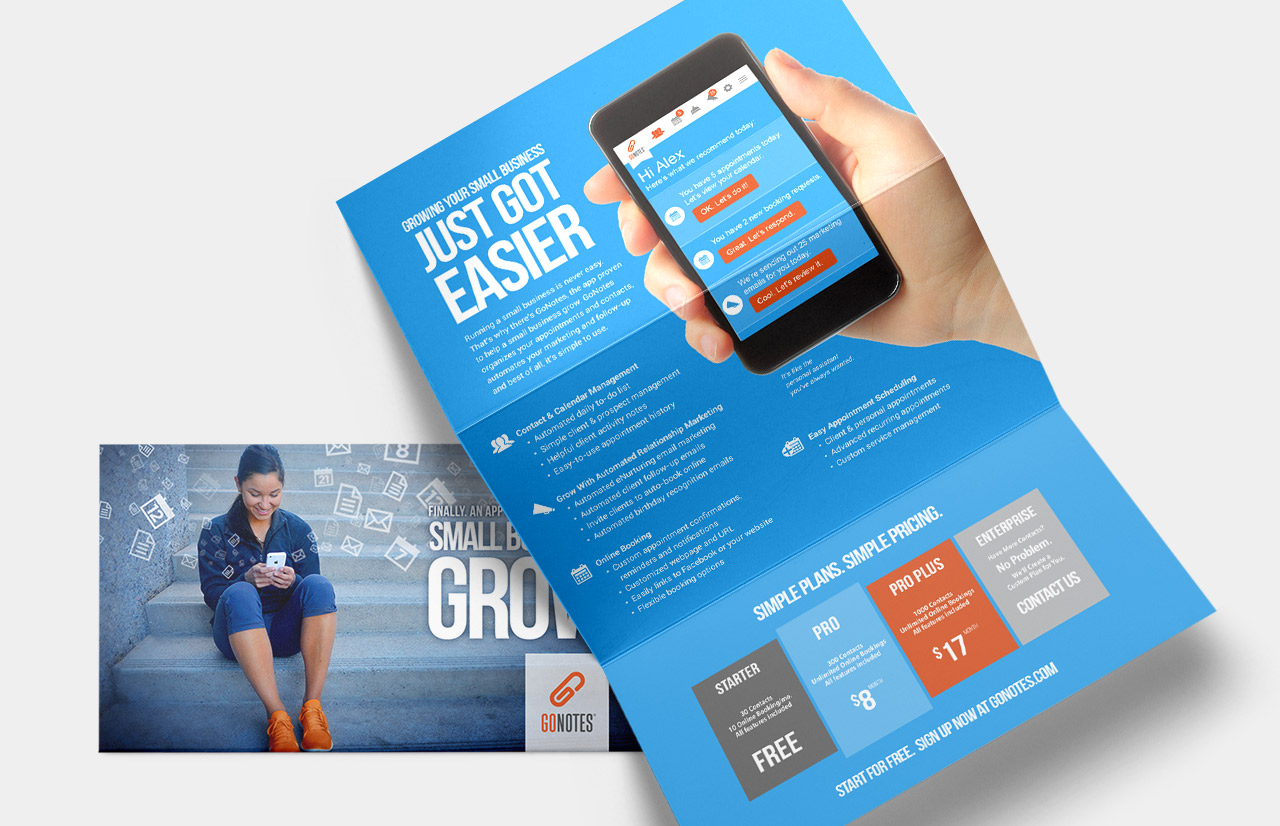 GROWING YOUR SMALL BUSINESS
JUST GOT
EASIER
Running a small business is never easy.
That's why there's GoNotes, the app proven
to help a small business grow. GoNotes
organizes your appointments and contacts,
automates your marketing and follow-up
and best of all, it's simple to use.
GONOTES
Hi Alex
Here's what we recommend today:
You have 5 appointments today.
Let's view your calendar.
OK. Let's do it!
You have 2 new booking requests.
Great. Let's respond.
We're sending out 25 marketing
emails for you today.
Cool. Let's review it.
It's like the
personal assistant
you've always wanted.
Contact & Calendar Management
• Automated daily to-do list
• Simple client & prospect management
• Helpful client activity notes
• Easy-to-use appointment history
Grow With Automated Relationship Marketing
• Automated eNurturing email marketing
• Automated client follow-up emails
• Invite clients to auto-book online
• Automated birthday recognition emails
Online Booking
• Custom appointment confirmations,
reminders and notifications
• Customized webpage and URL
• Easily links to Facebook or your website
• Flexible booking options
Easy Appointment Scheduling
• Client & personal appointments
• Advanced recurring appointments
• Custom service management
SIMPLE PLANS. SIMPLE PRICING.
STARTER
30 Contacts
10 Online Booking/mo.
All features included
FREE
PRO
300 Contacts
Unlimited Online Bookings
All features included
$8 MONTH
PRO PLUS
1000 Contacts
Unlimited Online Bookings
All features included
$17 MONTH
ENTERPRISE
Have More Contacts?
No Problem.
We'll Create a
Custom Plan for You.
CONTACT US
START FOR FREE. SIGN UP NOW AT GONOTES.COM
FINALLY. AN APP
SMALL BU
GROW
GONOTES
8
21
12
12
7